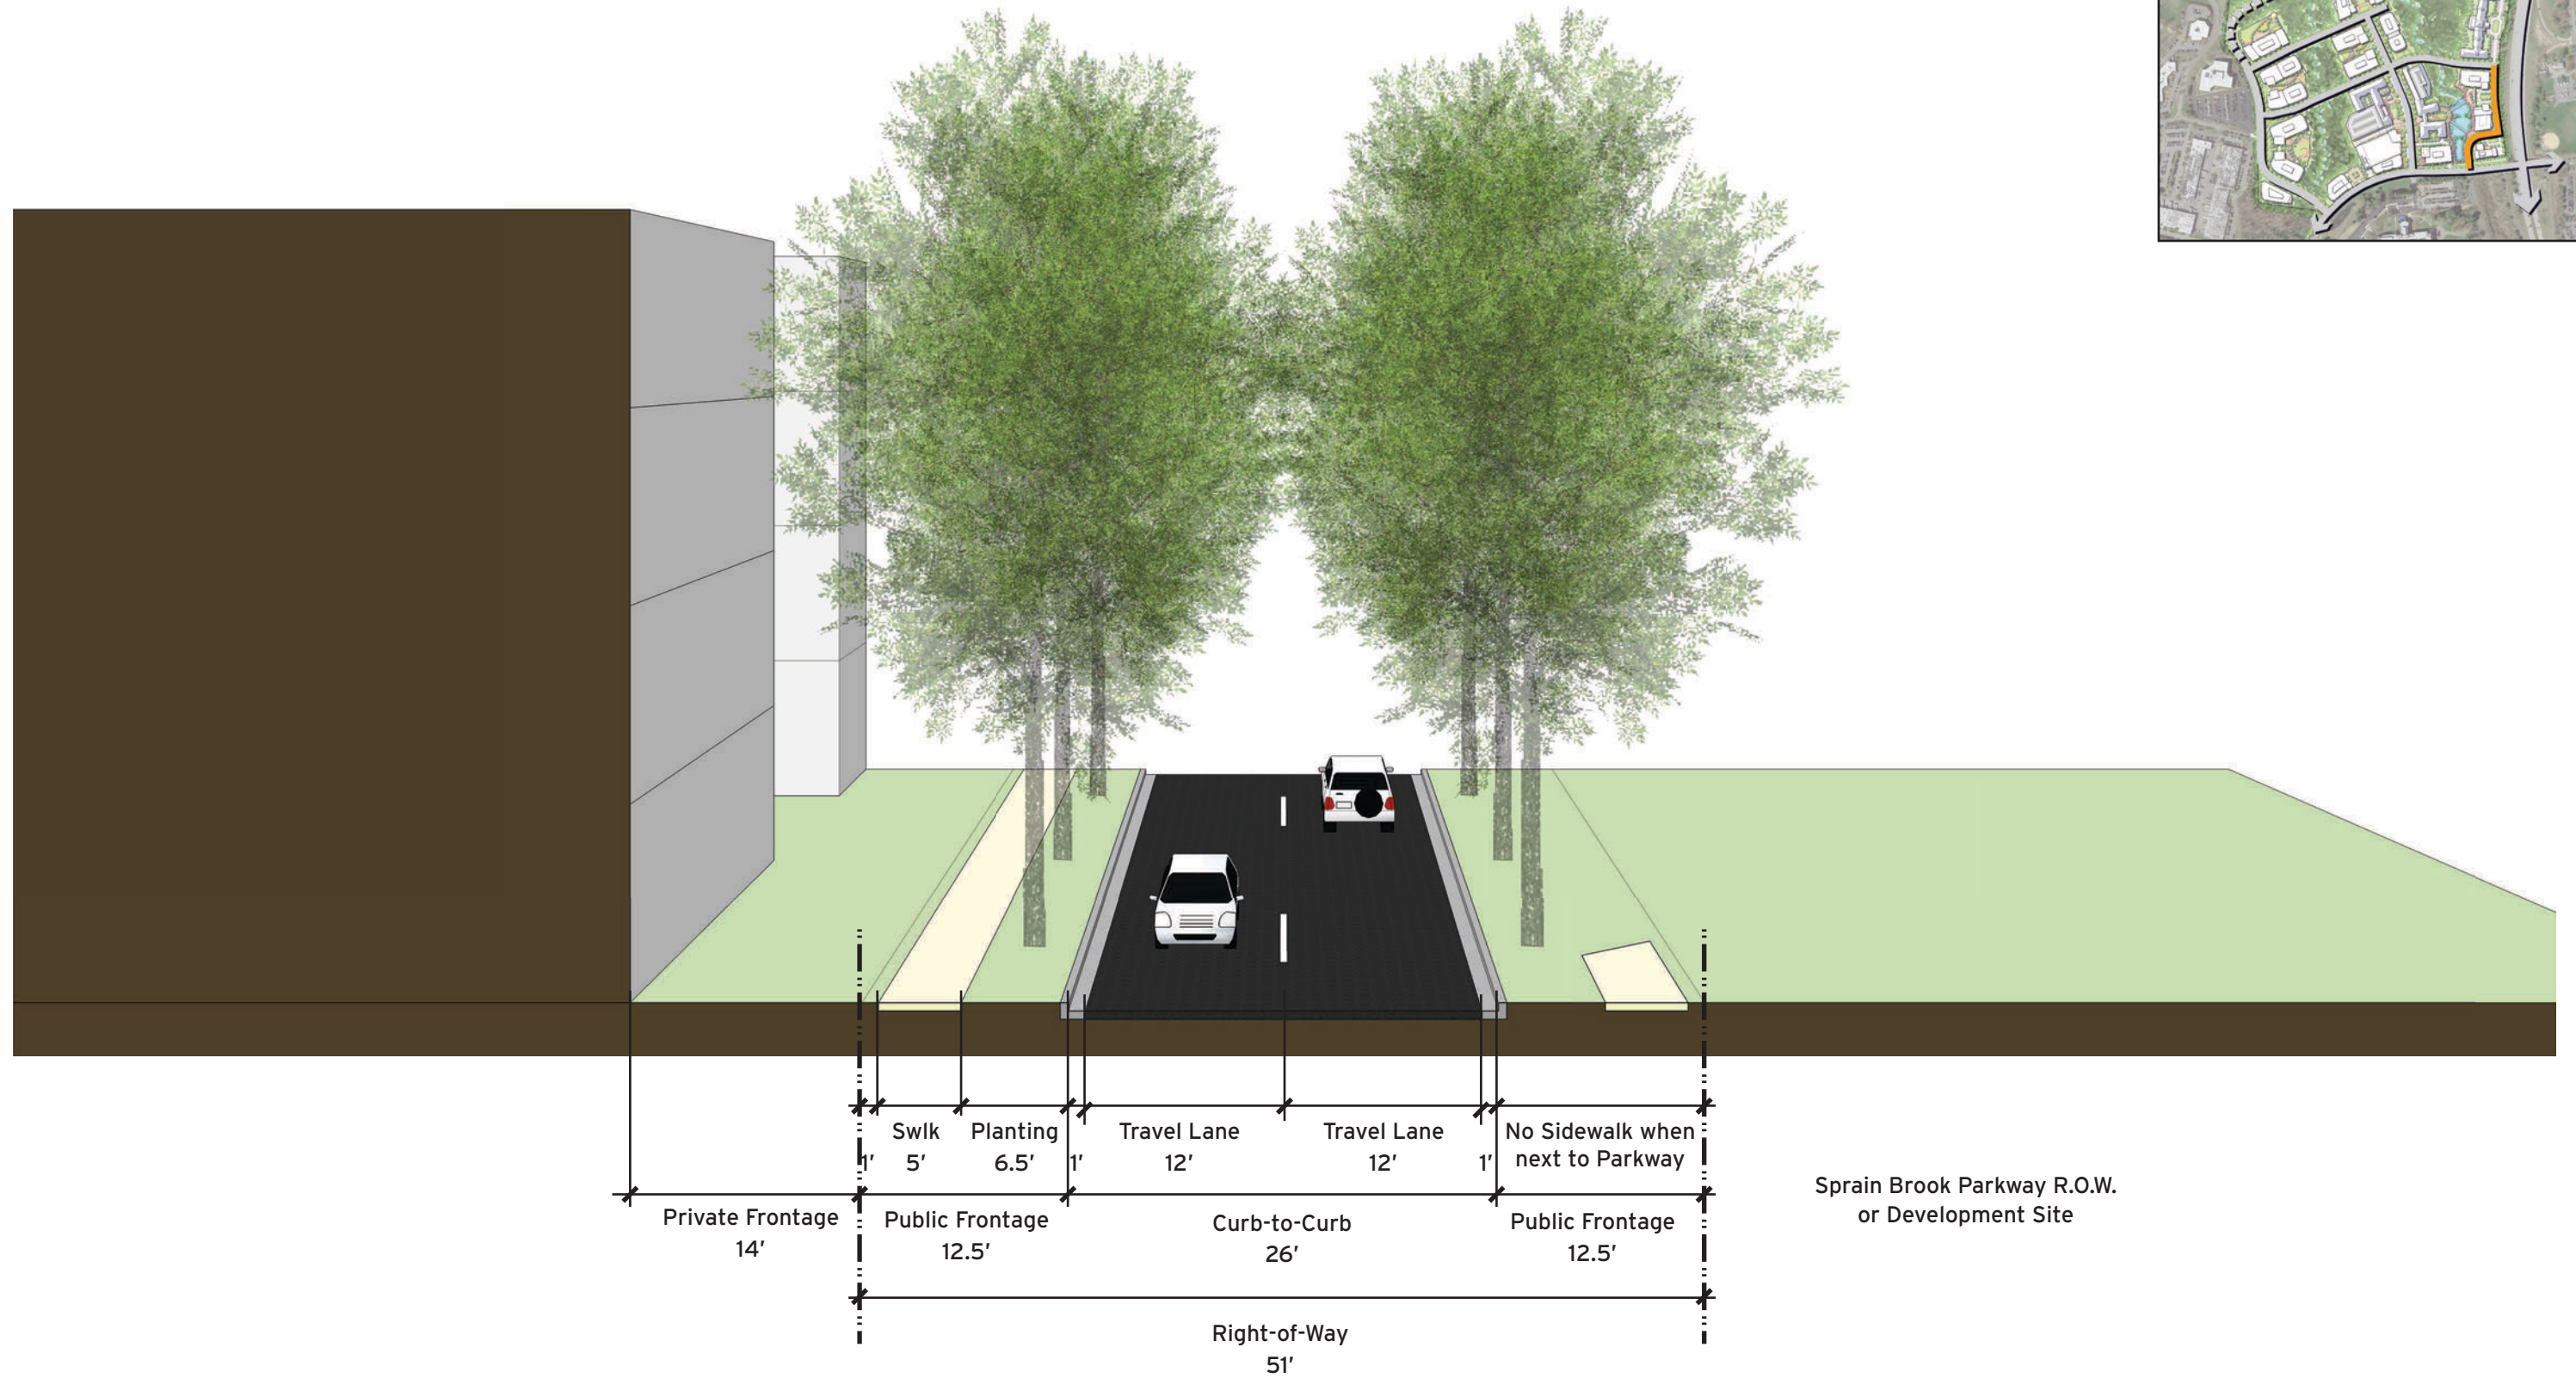 Swlk
Planting
Travel Lane
Travel Lane
No Sidewalk when
next to Parkway
1'
5'
6.5'
1'
12'
12'
1'
Private Frontage
14'
Public Frontage
12.5'
Curb-to-Curb
26'
Public Frontage
12.5'
Sprain Brook Parkway R.O.W.
or Development Site
Right-of-Way
51'